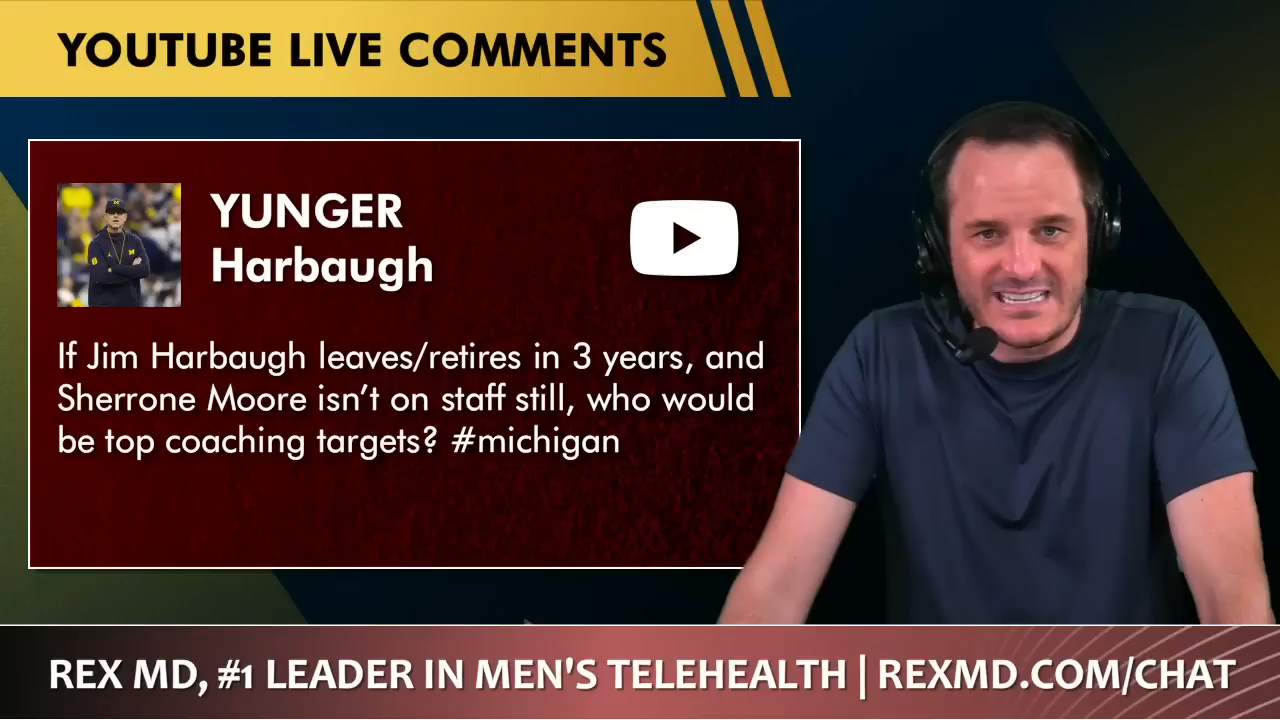 YOUTUBE LIVE COMMENTS
YUNGER
Harbaugh
If Jim Harbaugh leaves/retires in 3 years, and
Sherrone Moore isn’t on staff still, who would
be top coaching targets? #michigan
REX MD, #1 LEADER IN MEN'S TELEHEALTH | REXMD.COM/CHAT